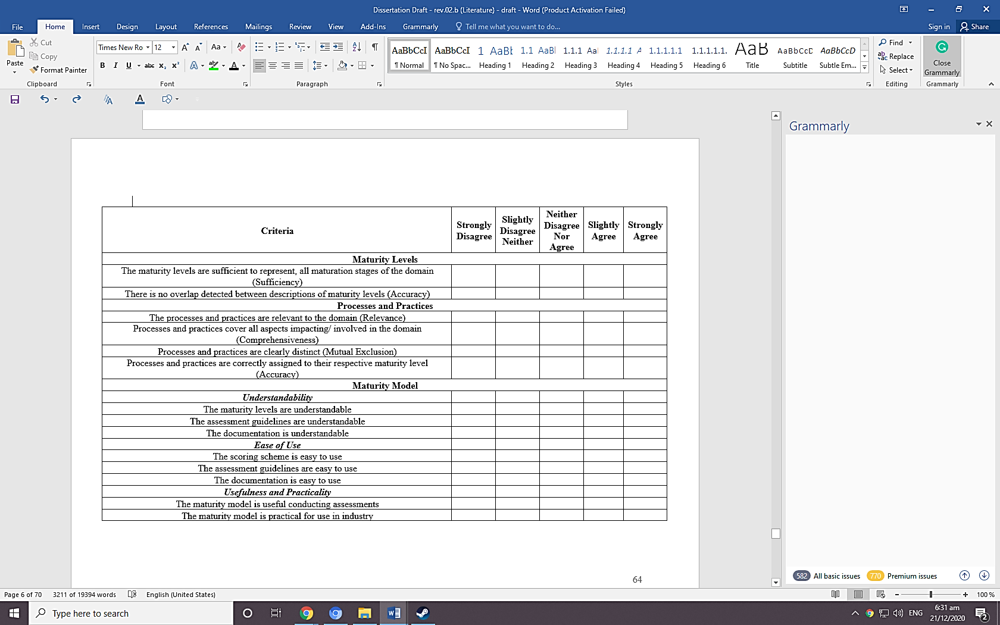 Dissertation Draft - rev.02.b (Literature) - draft - Word (Product Activation Failed)
File Home Insert Design Layout References Mailings Review View Add-Ins Grammarly Tell me what you want to do... Sign in Share
Paste
Cut
Copy
Format Painter
Clipboard
Times New Ro 12
Font
Paragraph
AaBbCcI AaBbCcI 1 AaBb 1.1 AaBl 1.1.1 Aa 1.1.1.1 A 1.1.1.1.1 1.1.1.1.1. AaB AaBbCcD AaBbCcD
¶ Normal ¶ No Spac... Heading 1 Heading 2 Heading 3 Heading 4 Heading 5 Heading 6 Title Subtitle Subtle Em...
Styles
Find
Replace
Select
Editing
Close
Grammarly
Grammarly
Grammarly
Criteria
Strongly
Disagree
Slightly
Disagree
Neither
Neither
Disagree
Nor
Agree
Slightly
Agree
Strongly
Agree
Maturity Levels
The maturity levels are sufficient to represent, all maturation stages of the domain
(Sufficiency)
There is no overlap detected between descriptions of maturity levels (Accuracy)
Processes and Practices
The processes and practices are relevant to the domain (Relevance)
Processes and practices cover all aspects impacting/ involved in the domain
(Comprehensiveness)
Processes and practices are clearly distinct (Mutual Exclusion)
Processes and practices are correctly assigned to their respective maturity level
(Accuracy)
Maturity Model
Understandability
The maturity levels are understandable
The assessment guidelines are understandable
The documentation is understandable
Ease of Use
The scoring scheme is easy to use
The assessment guidelines are easy to use
The documentation is easy to use
Usefulness and Practicality
The maturity model is useful conducting assessments
The maturity model is practical for use in industry
64
582 All basic issues 770 Premium issues
Page 6 of 70 3211 of 19394 words English (United States) 100 %
Type here to search
ENG
6:31 am
21/12/2020
2